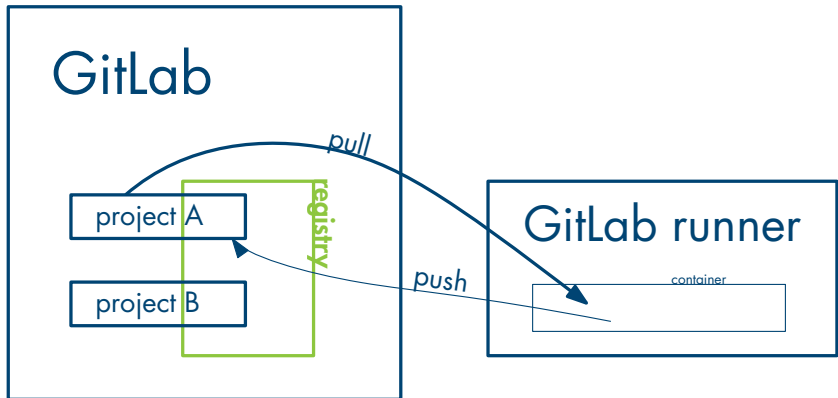 GitLab
pull
registry
project A
GitLab runner
push
container
project B